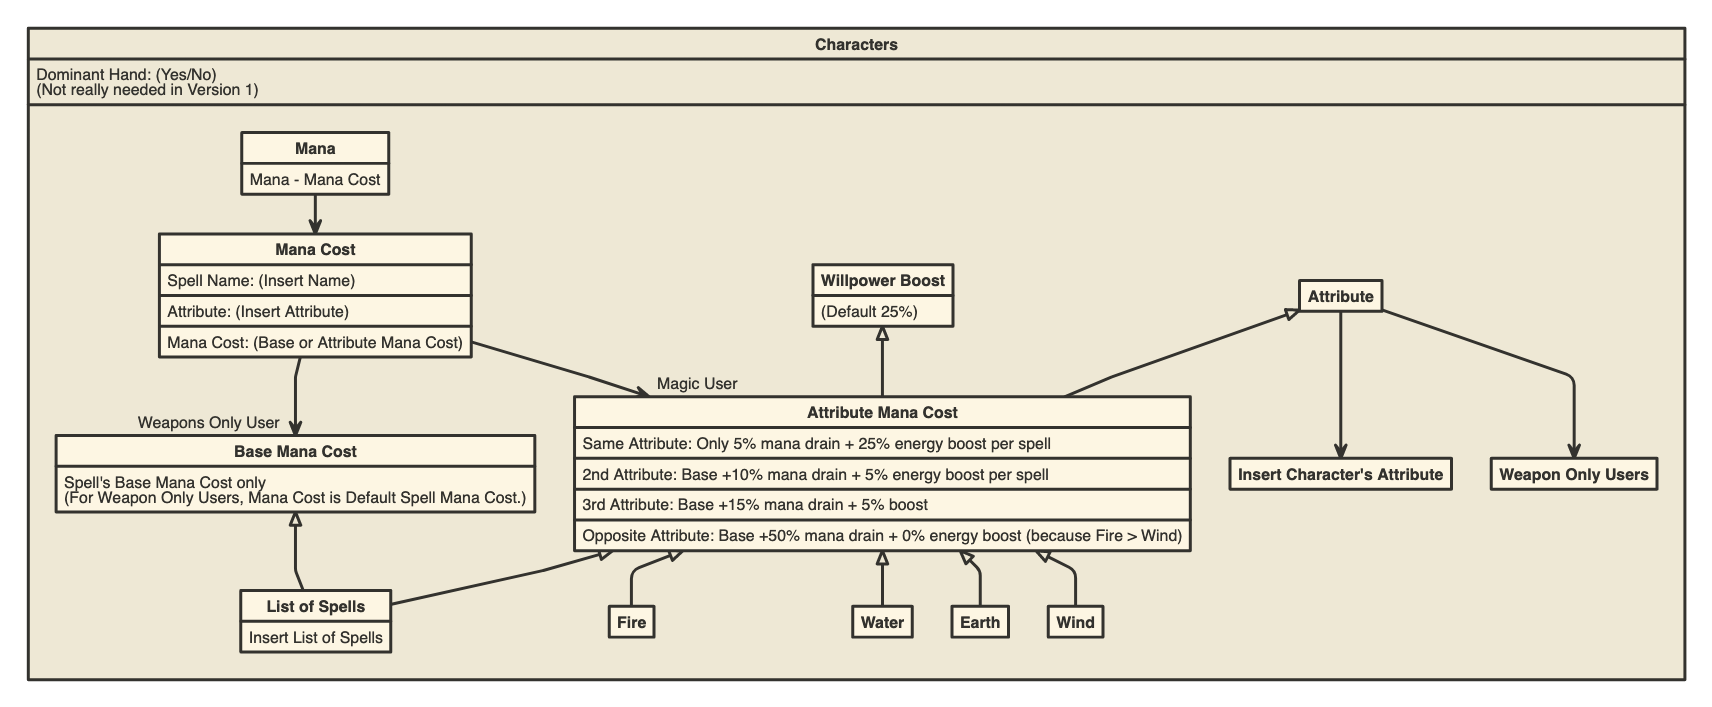 Characters
Dominant Hand: (Yes/No)
(Not really needed in Version 1)
Mana
Mana - Mana Cost
Mana Cost
Spell Name: (Insert Name)
Attribute: (Insert Attribute)
Mana Cost: (Base or Attribute Mana Cost)
Willpower Boost
(Default 25%)
Attribute
Magic User
Weapons Only User
Base Mana Cost
Spell's Base Mana Cost only
(For Weapon Only Users, Mana Cost is Default Spell Mana Cost.)
Attribute Mana Cost
Same Attribute: Only 5% mana drain + 25% energy boost per spell
2nd Attribute: Base +10% mana drain + 5% energy boost per spell
3rd Attribute: Base +15% mana drain + 5% boost
Opposite Attribute: Base +50% mana drain + 0% energy boost (because Fire > Wind)
Insert Character's Attribute
Weapon Only Users
List of Spells
Insert List of Spells
Fire
Water
Earth
Wind